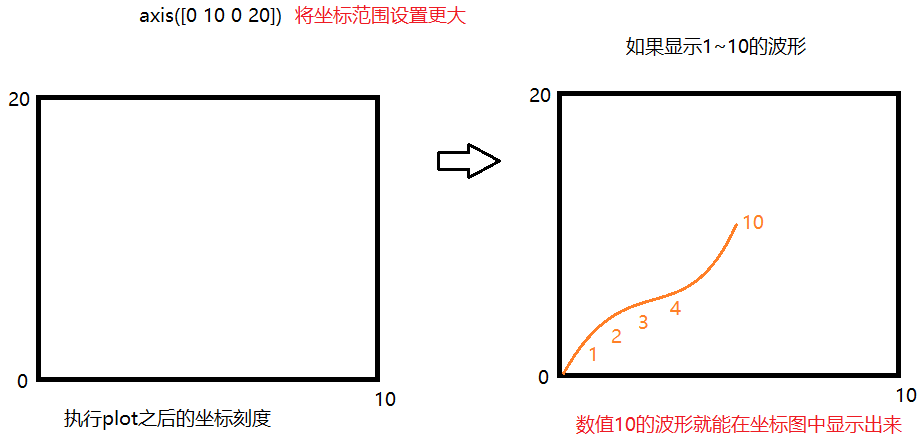 axis([0 10 0 20]) 将坐标范围设置更大
20
0
10
执行plot之后的坐标刻度
如果显示1~10的波形
20
10
4
3
2
1
0
10
数值10的波形就能在坐标图中显示出来